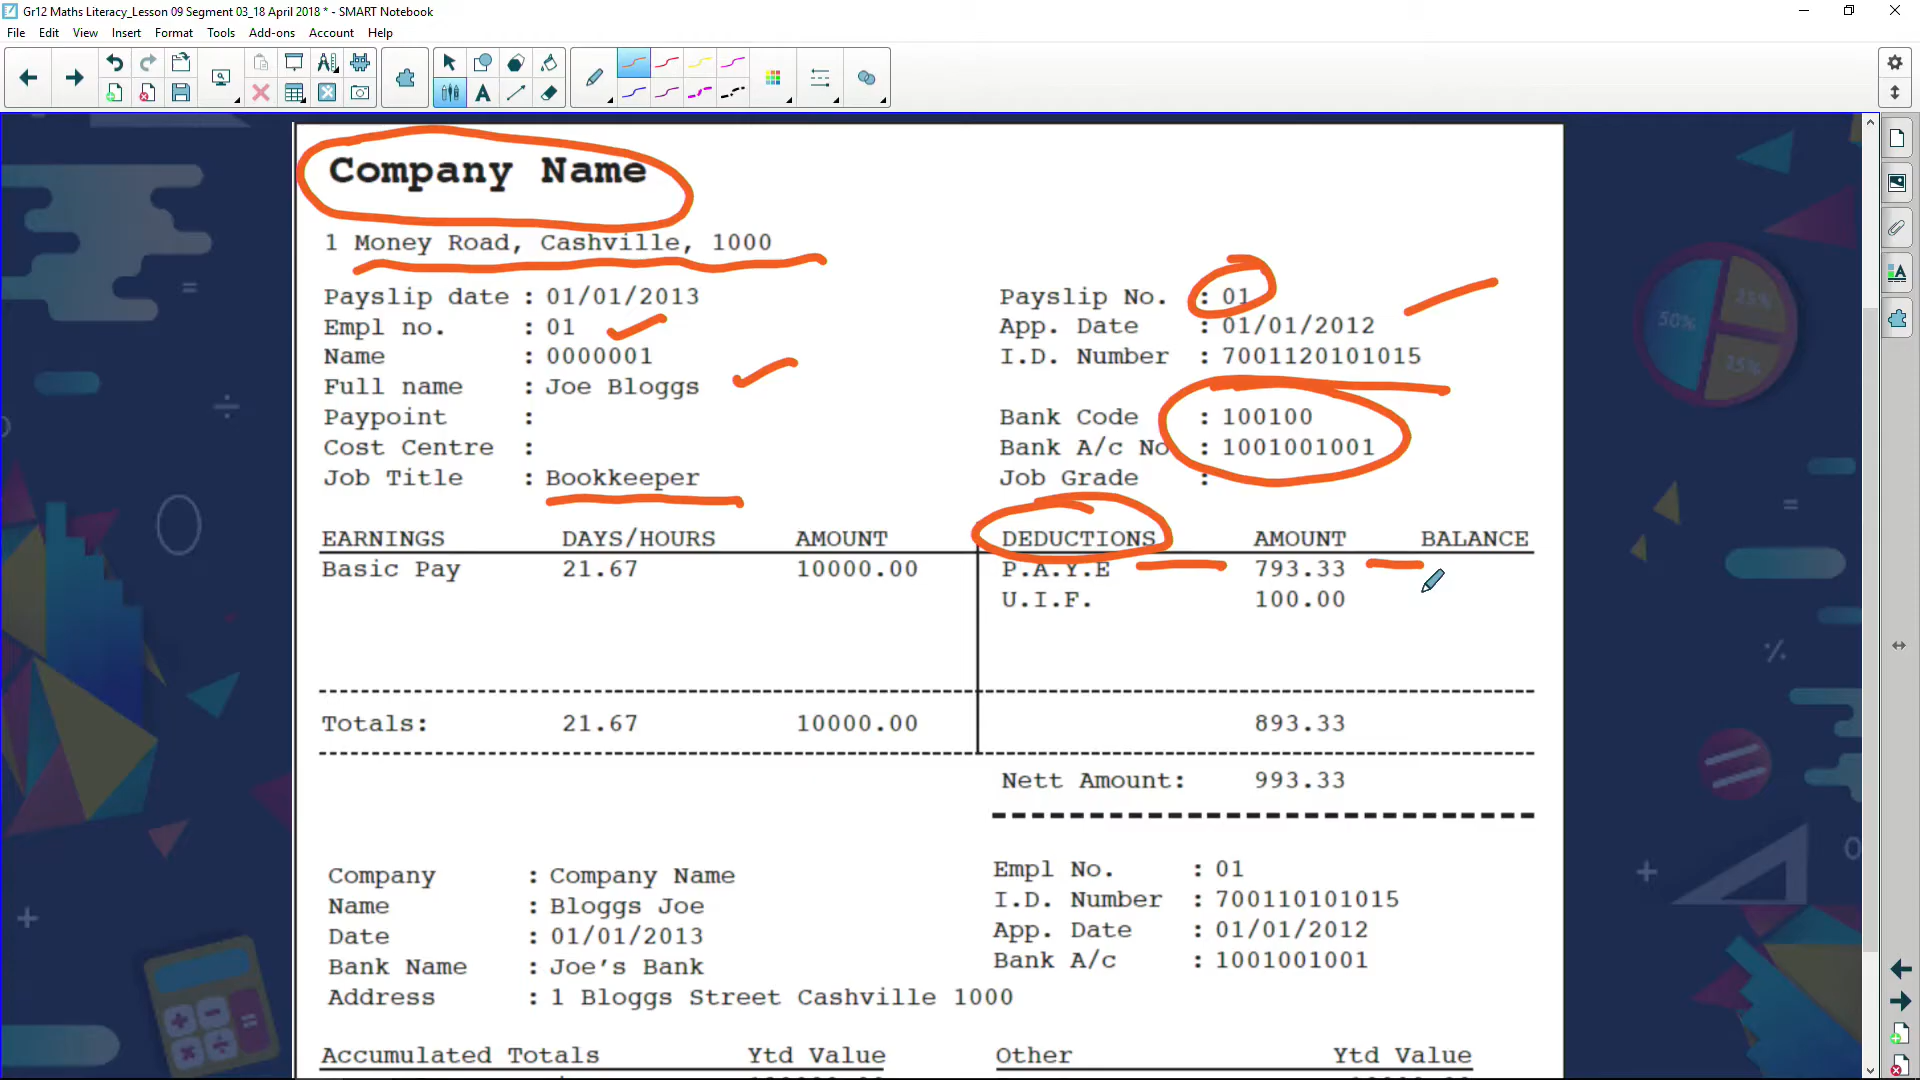 Gr12 Maths Literacy_Lesson 09 Segment 03_18 April 2018 * - SMART Notebook
File Edit View Insert Format Tools Add-ons Account Help
Company Name
1 Money Road, Cashville, 1000
Payslip date : 01/01/2013 Payslip No. : 01
Empl no. : 01 App. Date : 01/01/2012
Name : 0000001 I.D. Number : 7001120101015
Full name : Joe Bloggs
Paypoint : Bank Code : 100100
Cost Centre : Bank A/c No : 1001001001
Job Title : Bookkeeper Job Grade :
EARNINGS DAYS/HOURS AMOUNT DEDUCTIONS AMOUNT BALANCE
Basic Pay 21.67 10000.00 P.A.Y.E 793.33
U.I.F. 100.00
Totals: 21.67 10000.00 893.33
Nett Amount: 993.33
Company : Company Name Empl No. : 01
Name : Bloggs Joe I.D. Number : 700110101015
Date : 01/01/2013 App. Date : 01/01/2012
Bank Name : Joe's Bank Bank A/c : 1001001001
Address : 1 Bloggs Street Cashville 1000
Accumulated Totals Ytd Value Other Ytd Value
50% 25%
25%